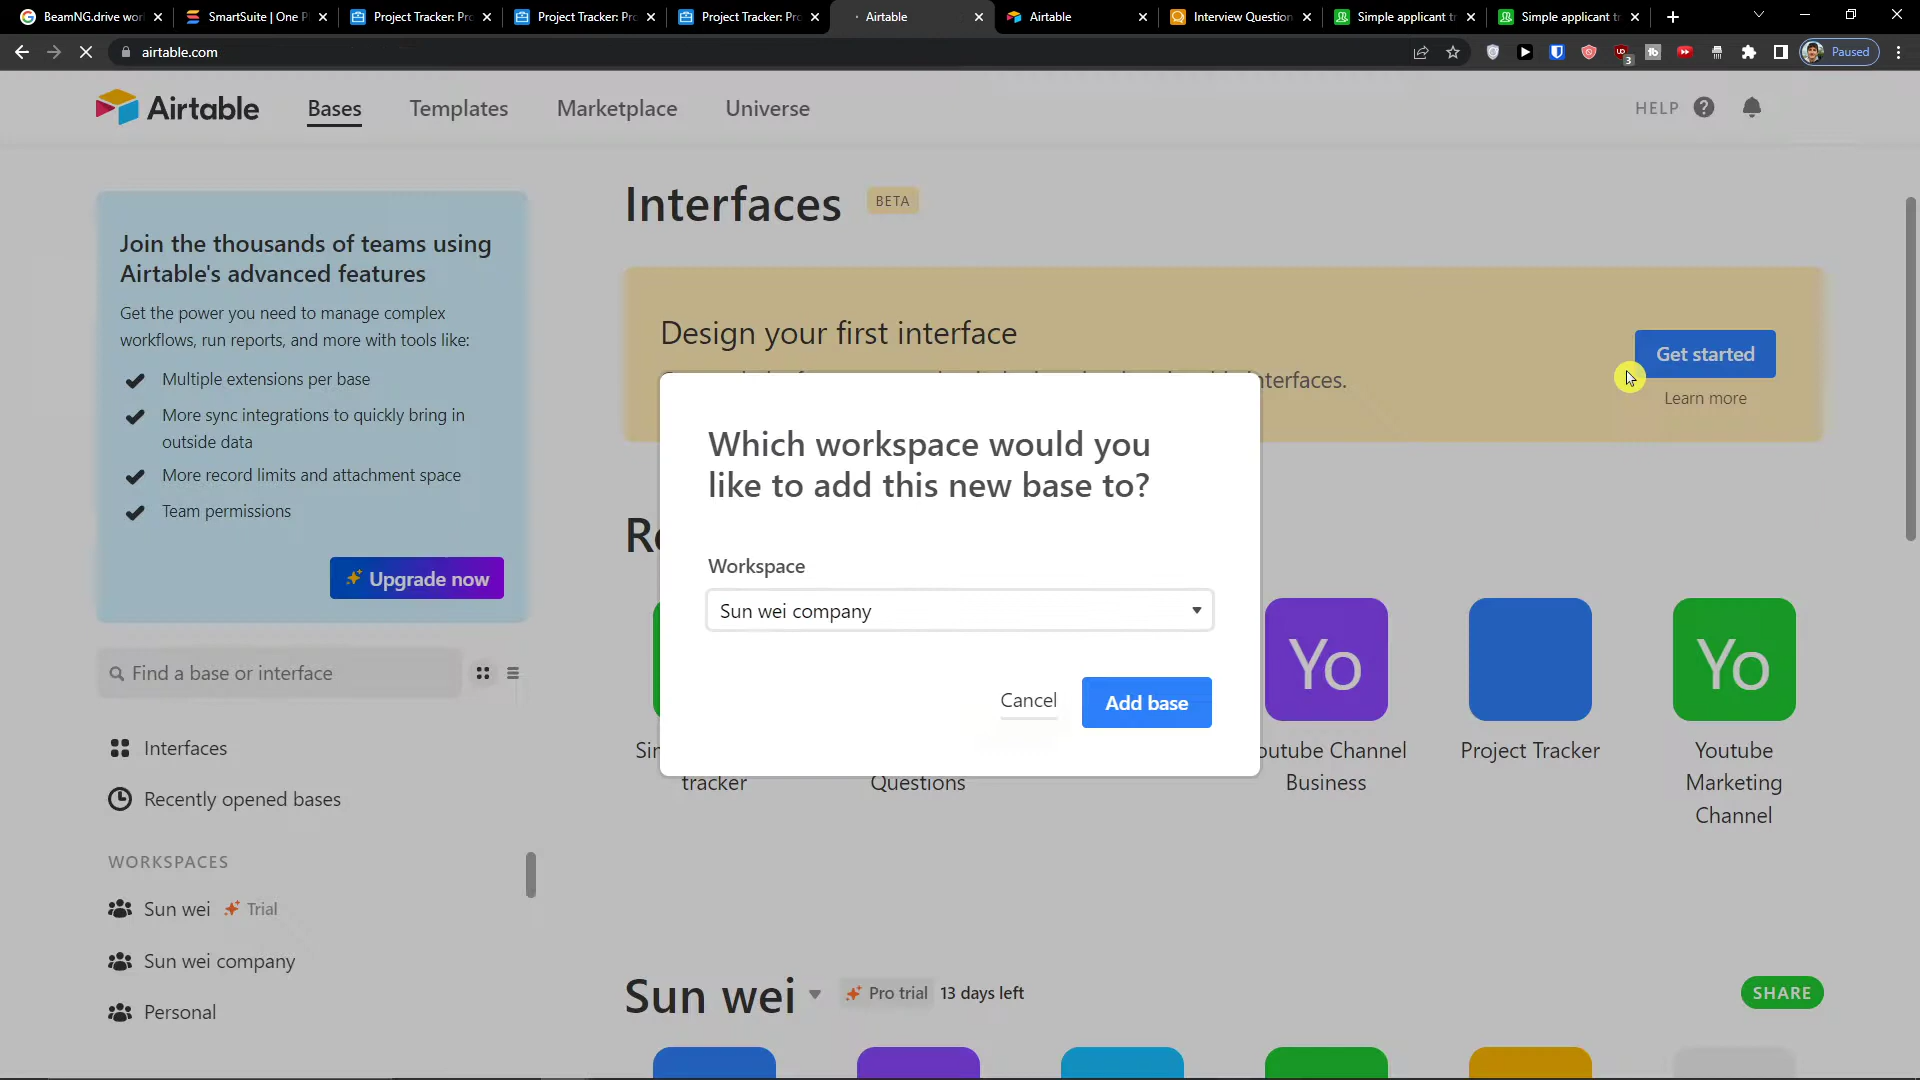 BeamNG.drive wor
SmartSuite | One P
Project Tracker: Pro
Project Tracker: Pro
Project Tracker: Pro
Airtable
Airtable
Interview Question
Simple applicant tr
Simple applicant tr
airtable.com
3
Paused
Airtable
Bases
Templates
Marketplace
Universe
HELP
Join the thousands of teams using
Airtable's advanced features
Get the power you need to manage complex
workflows, run reports, and more with tools like:
Multiple extensions per base
More sync integrations to quickly bring in
outside data
More record limits and attachment space
Team permissions
Upgrade now
Find a base or interface
Interfaces
Recently opened bases
WORKSPACES
Sun wei Trial
Sun wei company
Personal
Interfaces BETA
Design your first interface
nterfaces.
Get started
Learn more
Which workspace would you
like to add this new base to?
Workspace
Sun wei company
Cancel
Add base
Yo
Yo
tracker
Questions
outube Channel
Business
Project Tracker
Youtube
Marketing
Channel
Sun wei Pro trial 13 days left
SHARE